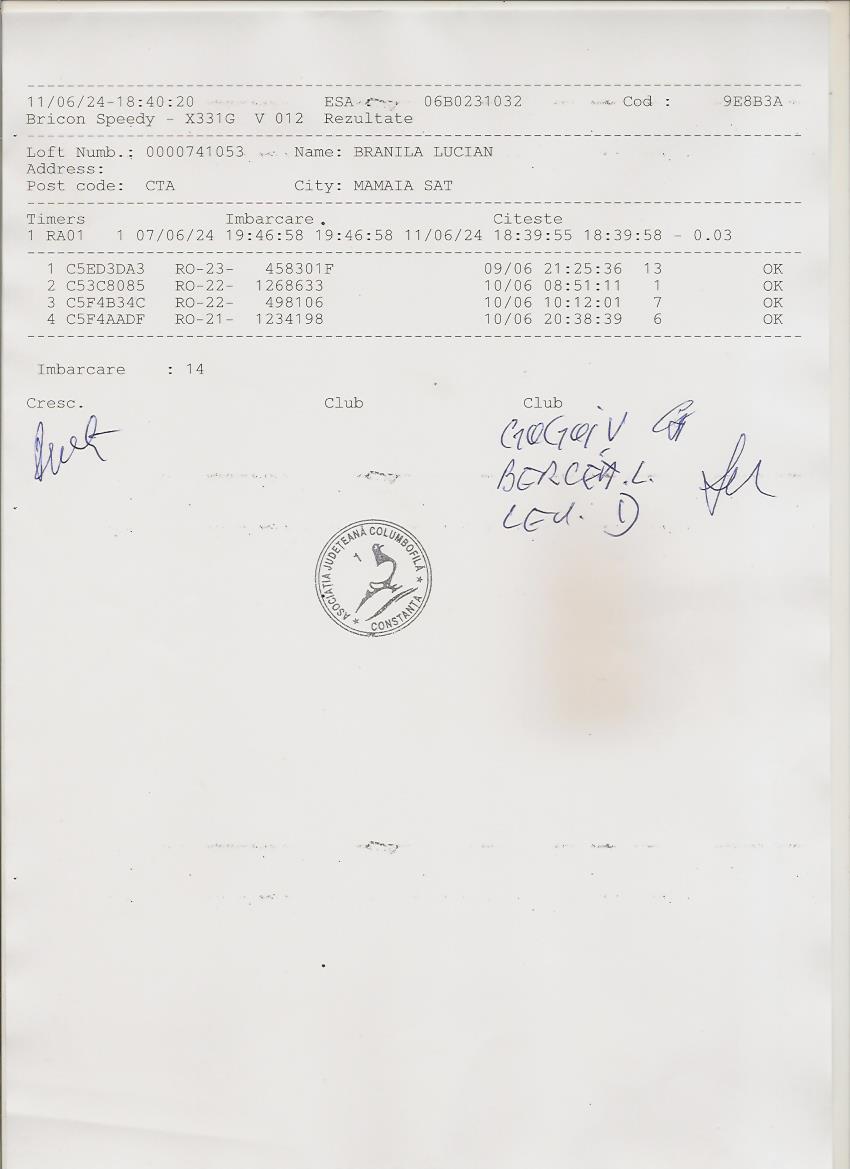 11/06/24-18:40:20 ESA 06B0231032 Cod : 9E8B3A
Bricon Speedy - X331G V 012 Rezultate
Loft Numb.: 0000741053 Name: BRANILA LUCIAN
Address:
Post code: CTA City: MAMAIA SAT
Timers Imbarcare. Citeste
1 RA01 1 07/06/24 19:46:58 19:46:58 11/06/24 18:39:55 18:39:58 - 0.03
1 C5ED3DA3 RO-23- 458301F 09/06 21:25:36 13 OK
2 C53C8085 RO-22- 1268633 10/06 08:51:11 1 OK
3 C5F4B34C RO-22- 498106 10/06 10:12:01 7 OK
4 C5F4AADF RO-21- 1234198 10/06 20:38:39 6 OK
Imbarcare : 14
Cresc. Club Club
GOGOI V
BERCEA.L.
LEU. D
ASOCIATIA JUDEȚEANĂ COLUMBOFILĂ
1
* CONSTANTA *